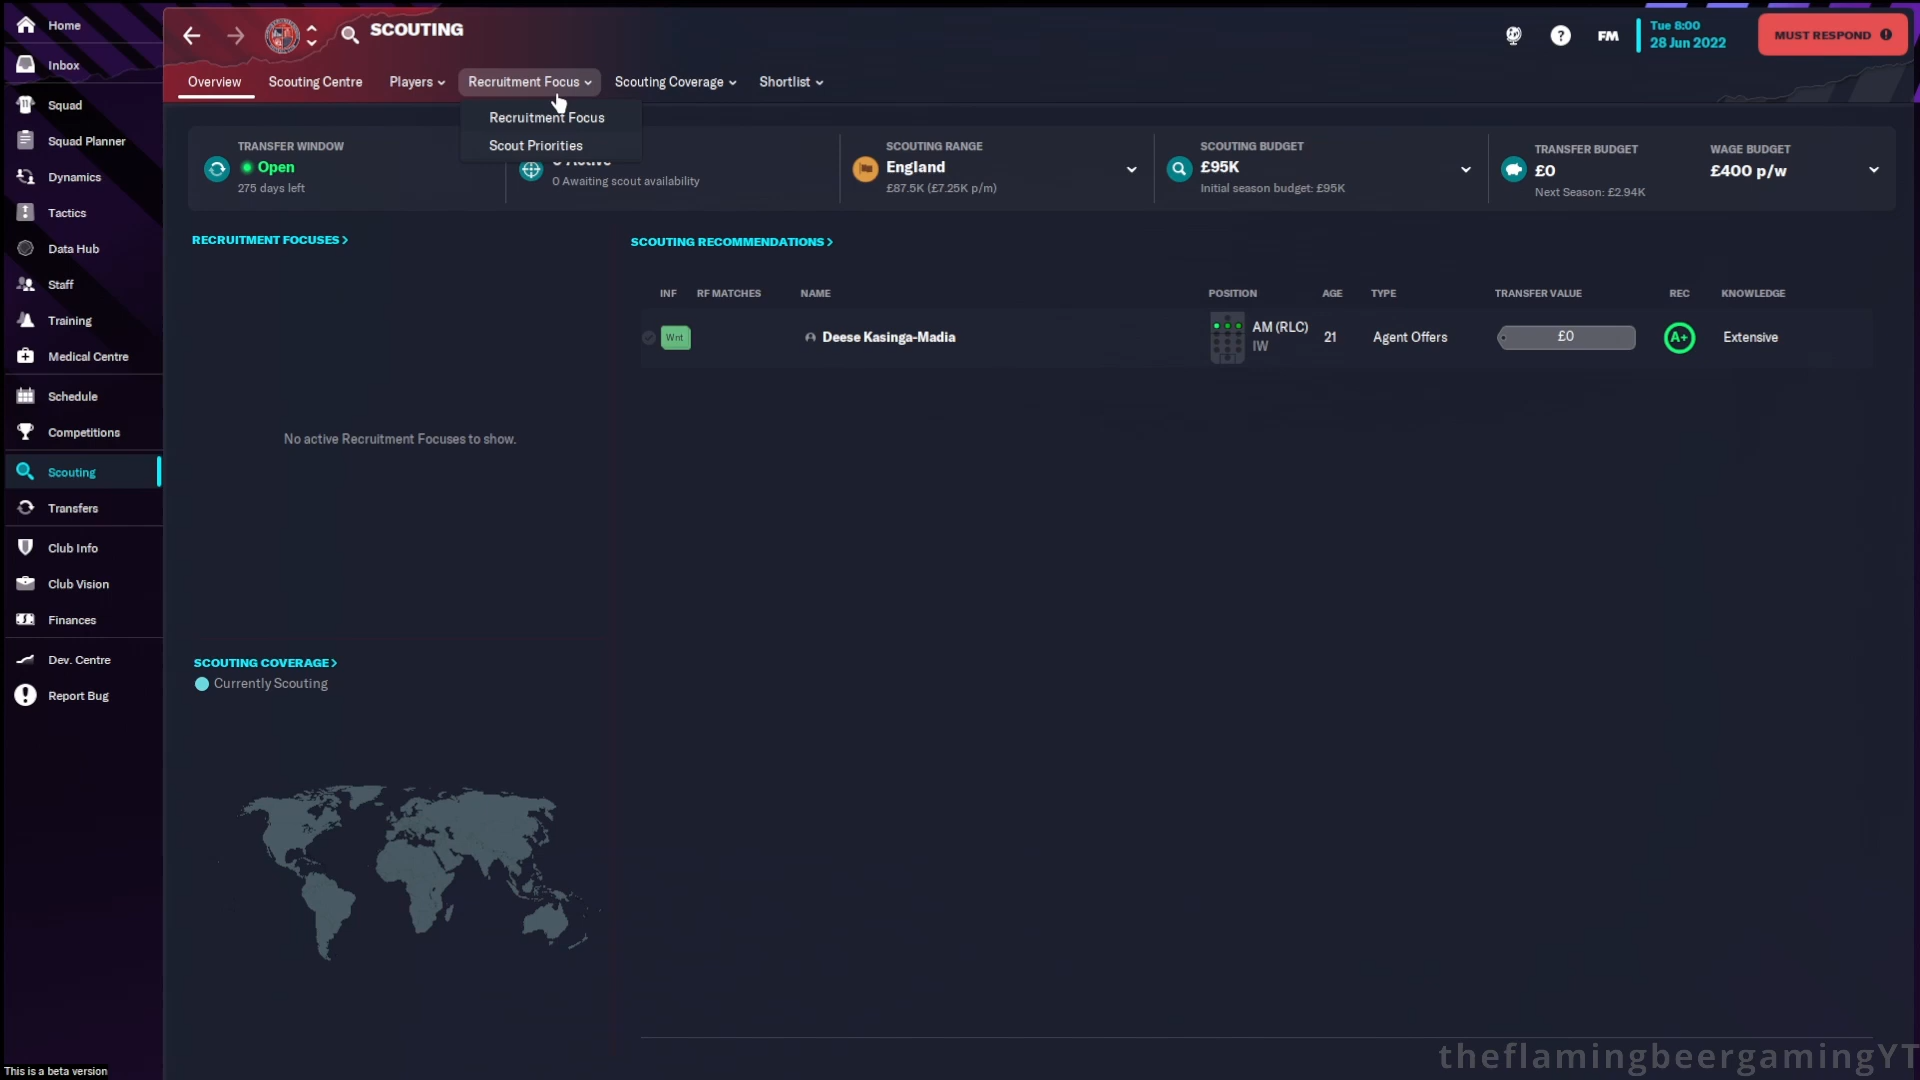 Home
Inbox
Squad
Squad Planner
Dynamics
Tactics
Data Hub
Staff
Training
Medical Centre
Schedule
Competitions
Scouting
Transfers
Club Info
Club Vision
Finances
Dev. Centre
Report Bug
This is a beta version
SCOUTING
FM
Tue 8:00
28 Jun 2022
MUST RESPOND
Overview
Scouting Centre
Players
Recruitment Focus
Scouting Coverage
Shortlist
Recruitment Focus
Scout Priorities
TRANSFER WINDOW
Open
275 days left
0 Active
0 Awaiting scout availability
SCOUTING RANGE
England
£87.5K (£7.25K p/m)
SCOUTING BUDGET
£95K
Initial season budget: £95K
TRANSFER BUDGET
£0
Next Season: £2.94K
WAGE BUDGET
£400 p/w
RECRUITMENT FOCUSES >
No active Recruitment Focuses to show.
SCOUTING RECOMMENDATIONS >
INF RF MATCHES NAME POSITION AGE TYPE TRANSFER VALUE REC KNOWLEDGE
Wnt Deese Kasinga-Madia AM (RLC) 21 Agent Offers £0 A+ Extensive
IW
SCOUTING COVERAGE >
Currently Scouting
theflamingbeergamingYT